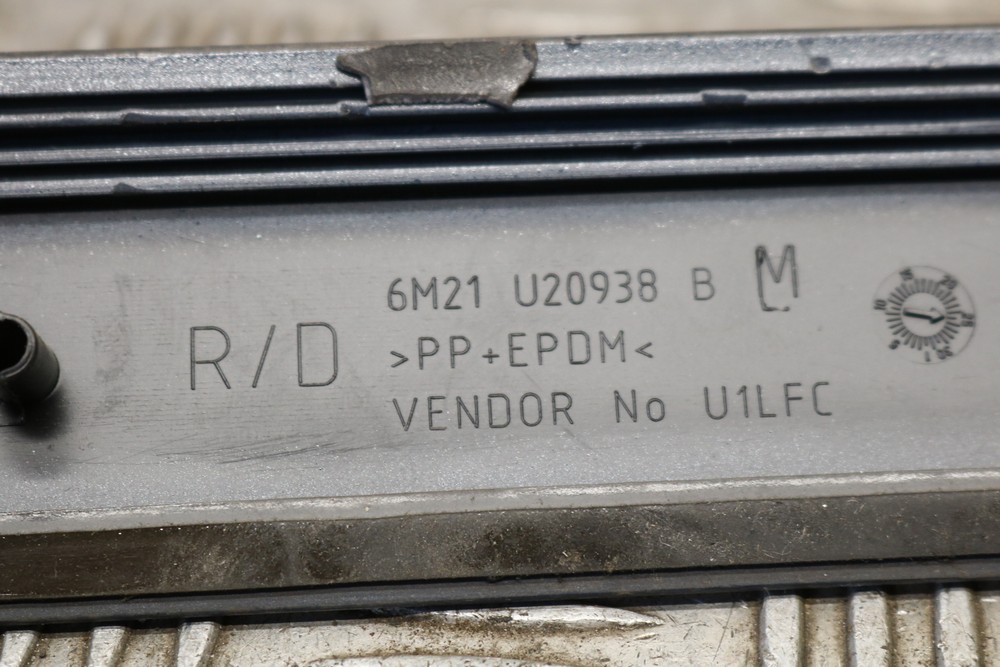 6M21 U20938 B M
R/D
>PP+EPDM<
VENDOR No U1LFC